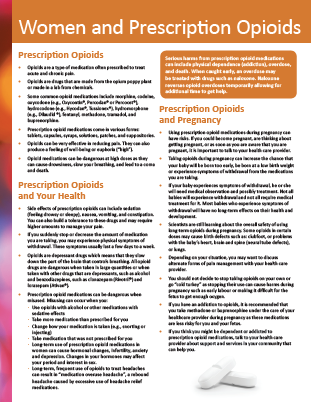 Women and Prescription Opioids
Prescription Opioids
• Opioids are a type of medication often prescribed to treat
acute and chronic pain.
• Opioids are drugs that are made from the opium poppy plant
or made in a lab from chemicals.
• Some common opioid medications include morphine, codeine,
oxycodone (e.g., Oxycontin®, Percodan® or Percocet®),
hydrocodone (e.g., Hycodan®, Tussionex®), hydromorphone
(e.g., Dilaudid®), fentanyl, methadone, tramadol, and
buprenorphine.
• Prescription opioid medications come in various forms:
tablets, capsules, syrups, solutions, patches, and suppositories.
• Opioids can be very effective in reducing pain. They can also
produce a feeling of well being or euphoria (“high”).
• Opioid medications can be dangerous at high doses as they
can cause drowsiness, slow your breathing, and lead to a coma
and death.
Prescription Opioids
and Your Health
• Side effects of prescription opioids can include sedation
(feeling drowsy or sleepy), nausea, vomiting, and constipation.
You can also build a tolerance to these drugs and may require
higher amounts to manage your pain.
• If you suddenly stop or decrease the amount of medication
you are taking, you may experience physical symptoms of
withdrawal. These symptoms usually last a few days to a week.
• Opioids are depressant drugs which means that they slow
down the part of the brain that controls breathing. All opioid
drugs are dangerous when taken in large quantities or when
taken with other drugs that are depressants, such as alcohol
and benzodiazepines, such as clonazepam (Rivotril®) and
lorazepam (Ativan®).
• Prescription opioid medications can be dangerous when
misused. Misusing can occur when you:
Use opioids with alcohol or other medications with
sedative effects
Take more medication than prescribed for you
Change how your medication is taken (e.g., snorting or
injecting)
Take medication that was not prescribed for you
Long-term use of prescription opioid medications in
women can cause hormonal changes, infertility, anxiety
and depression. Changes in your hormones may affect
your period and interest in sex.
Long-term, frequent use of opioids to treat headaches
can result in “medication overuse headache”, a rebound
headache caused by excessive use of headache relief
medications.
Serious harms from prescription opioid medications
can include physical dependence (addiction), overdose,
and death. When caught early, an overdose may
be treated with drugs such as naloxone. Naloxone
reverses opioid overdoses temporarily allowing for
additional time to get help.
Prescription Opioids
and Pregnancy
• Using prescription opioid medications during pregnancy can
have risks. If you could become pregnant, are thinking about
getting pregnant, or as soon as you are aware that you are
pregnant, it is important to talk to your health care provider.
• Taking opioids during pregnancy can increase the chance that
your baby will be born too early, be born at a low birth weight
or experience symptoms of withdrawal from the medications
you are taking.
• If your baby experiences symptoms of withdrawal, he or she
will need medical observation and possibly treatment. Not all
babies will experience withdrawal and not all require medical
treatment for it. Most babies who experience symptoms of
withdrawal will have no long-term effects on their health and
development.
• Scientists are still learning about the overall safety of using
long-term opioids during pregnancy. Some opioids in certain
doses may cause birth defects such as: clubfoot, or problems
with the baby’s heart, brain and spine (neural tube defects),
or lungs.
• Depending on your situation, you may want to discuss
alternate forms of pain management with your health care
provider.
• You should not decide to stop taking opioids on your own or
go “cold turkey” as stopping their use can cause harms during
pregnancy such as early labour or making it difficult for the
fetus to get enough oxygen.
• If you have an addiction to opioids, it is recommended that
you take methadone or buprenorphine under the care of your
healthcare provider during pregnancy as these medications
are less risky for you and your fetus.
• If you think you might be dependent or addicted to
prescription opioid medications, talk to your health-care
provider about support and services in your community that
can help you.